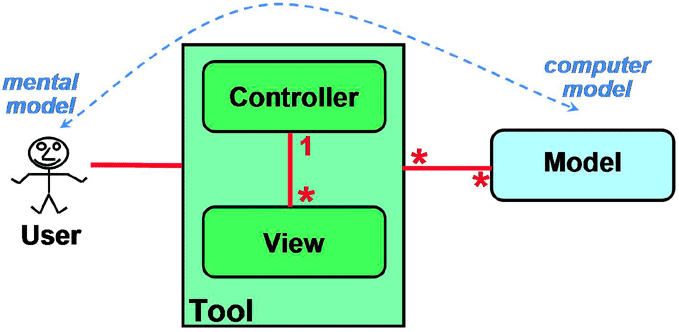 mental
model
computer
model
Controller
1
*
*
*
Model
View
User
Tool